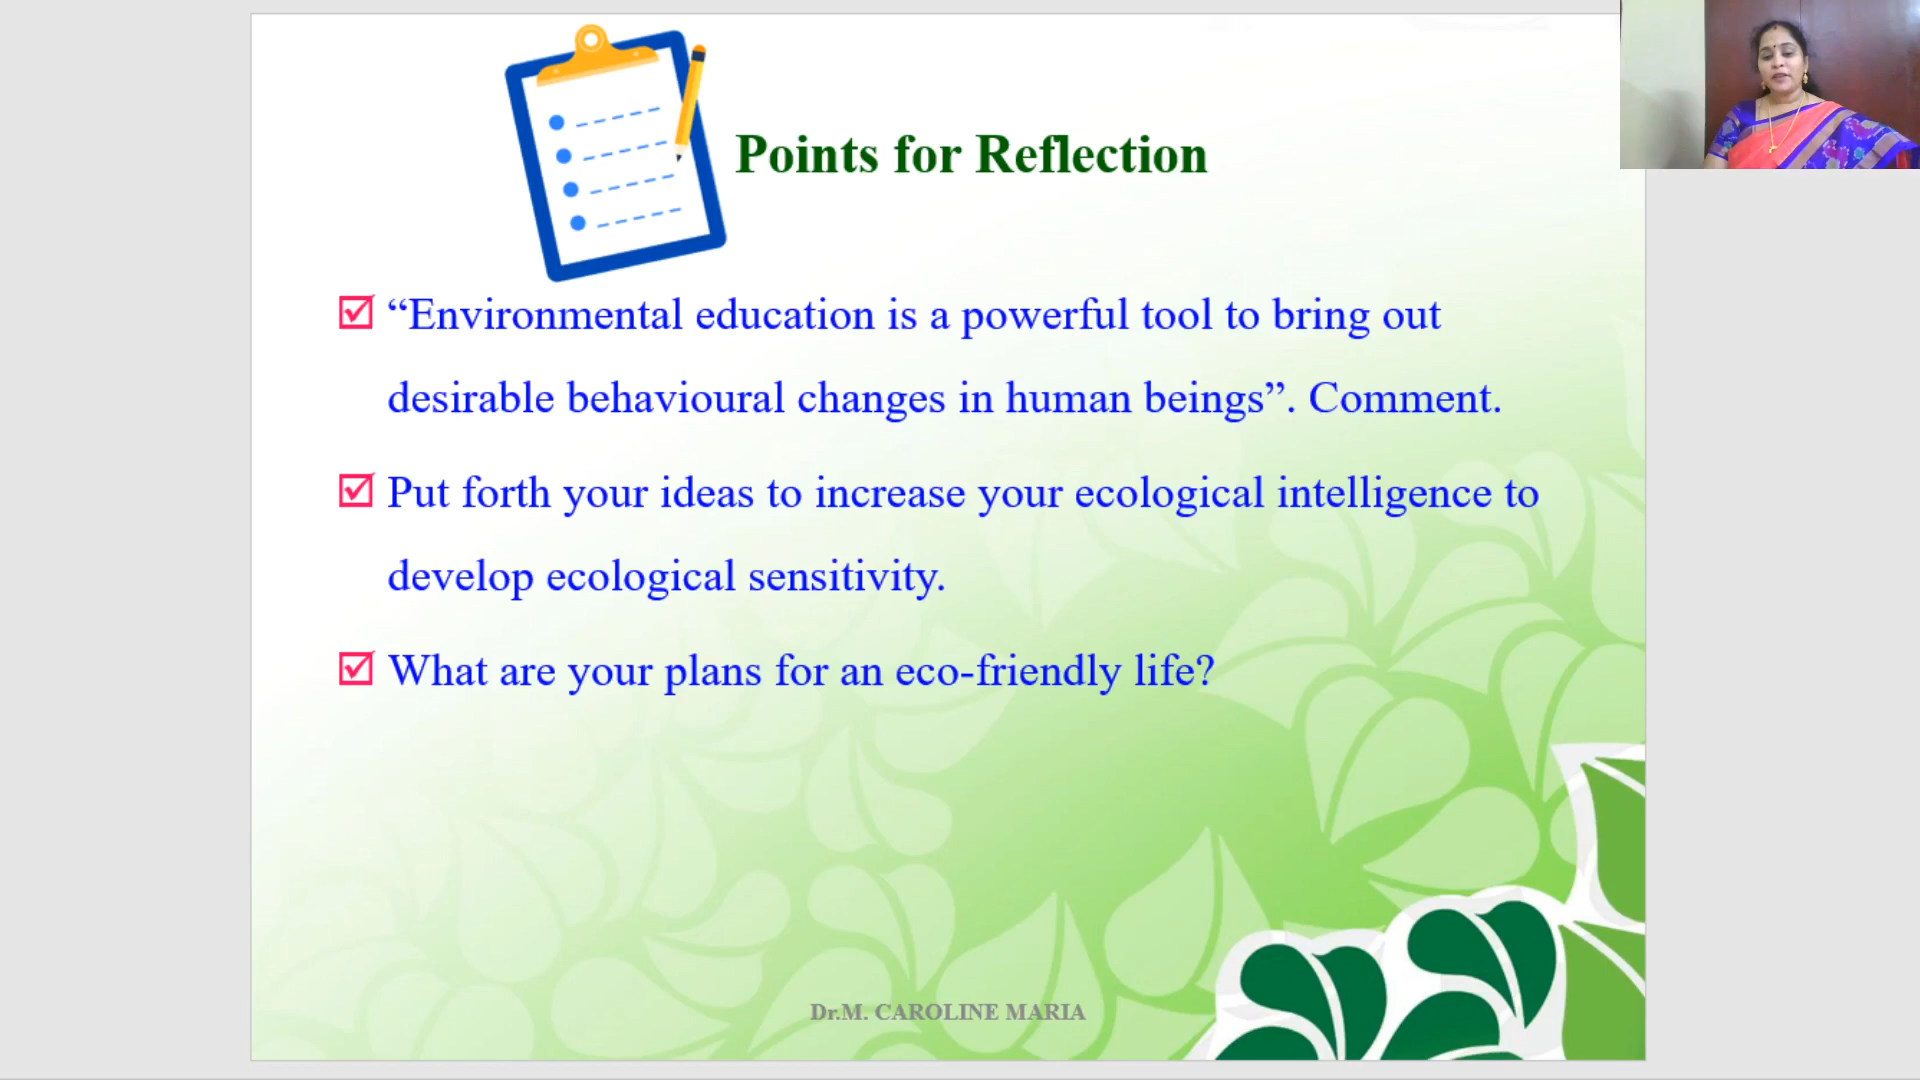 Points for Reflection
“Environmental education is a powerful tool to bring out
desirable behavioural changes in human beings”. Comment.
Put forth your ideas to increase your ecological intelligence to
develop ecological sensitivity.
What are your plans for an eco-friendly life?
Dr.M. CAROLINE MARIA